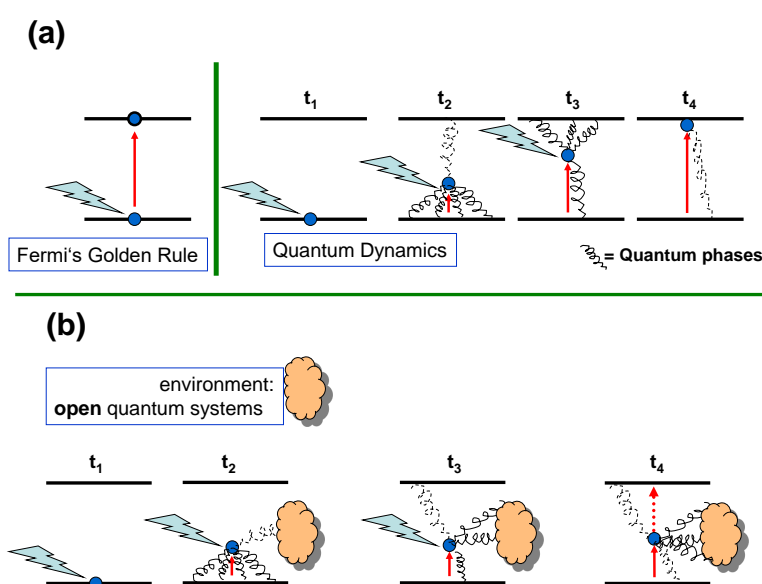 (a)
t1 t2 t3 t4
Fermi‘s Golden Rule
Quantum Dynamics
= Quantum phases
(b)
environment:
open quantum systems
t1 t2 t3 t4